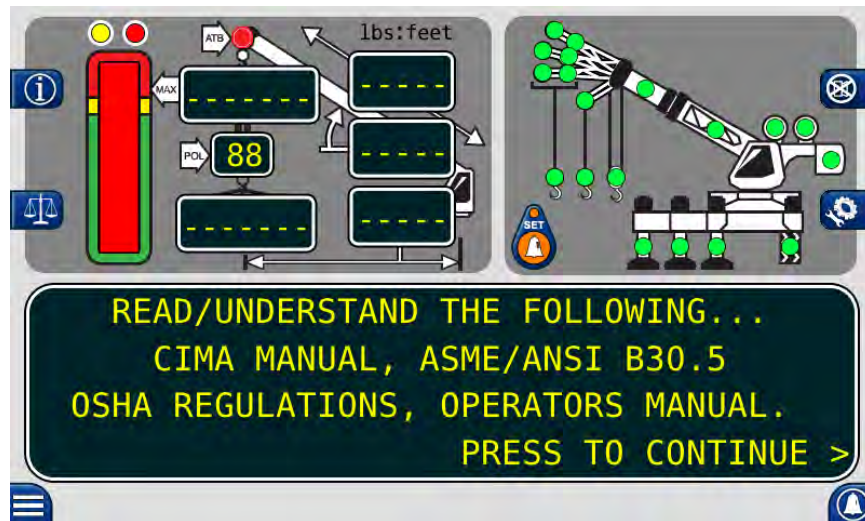 ATB
lbs:feet
MAX
- - - - - - -
- - - - -
POL
88
- - - - -
- - - - - - -
- - - - -
SET
READ/UNDERSTAND THE FOLLOWING...
CIMA MANUAL, ASME/ANSI B30.5
OSHA REGULATIONS, OPERATORS MANUAL.
PRESS TO CONTINUE >